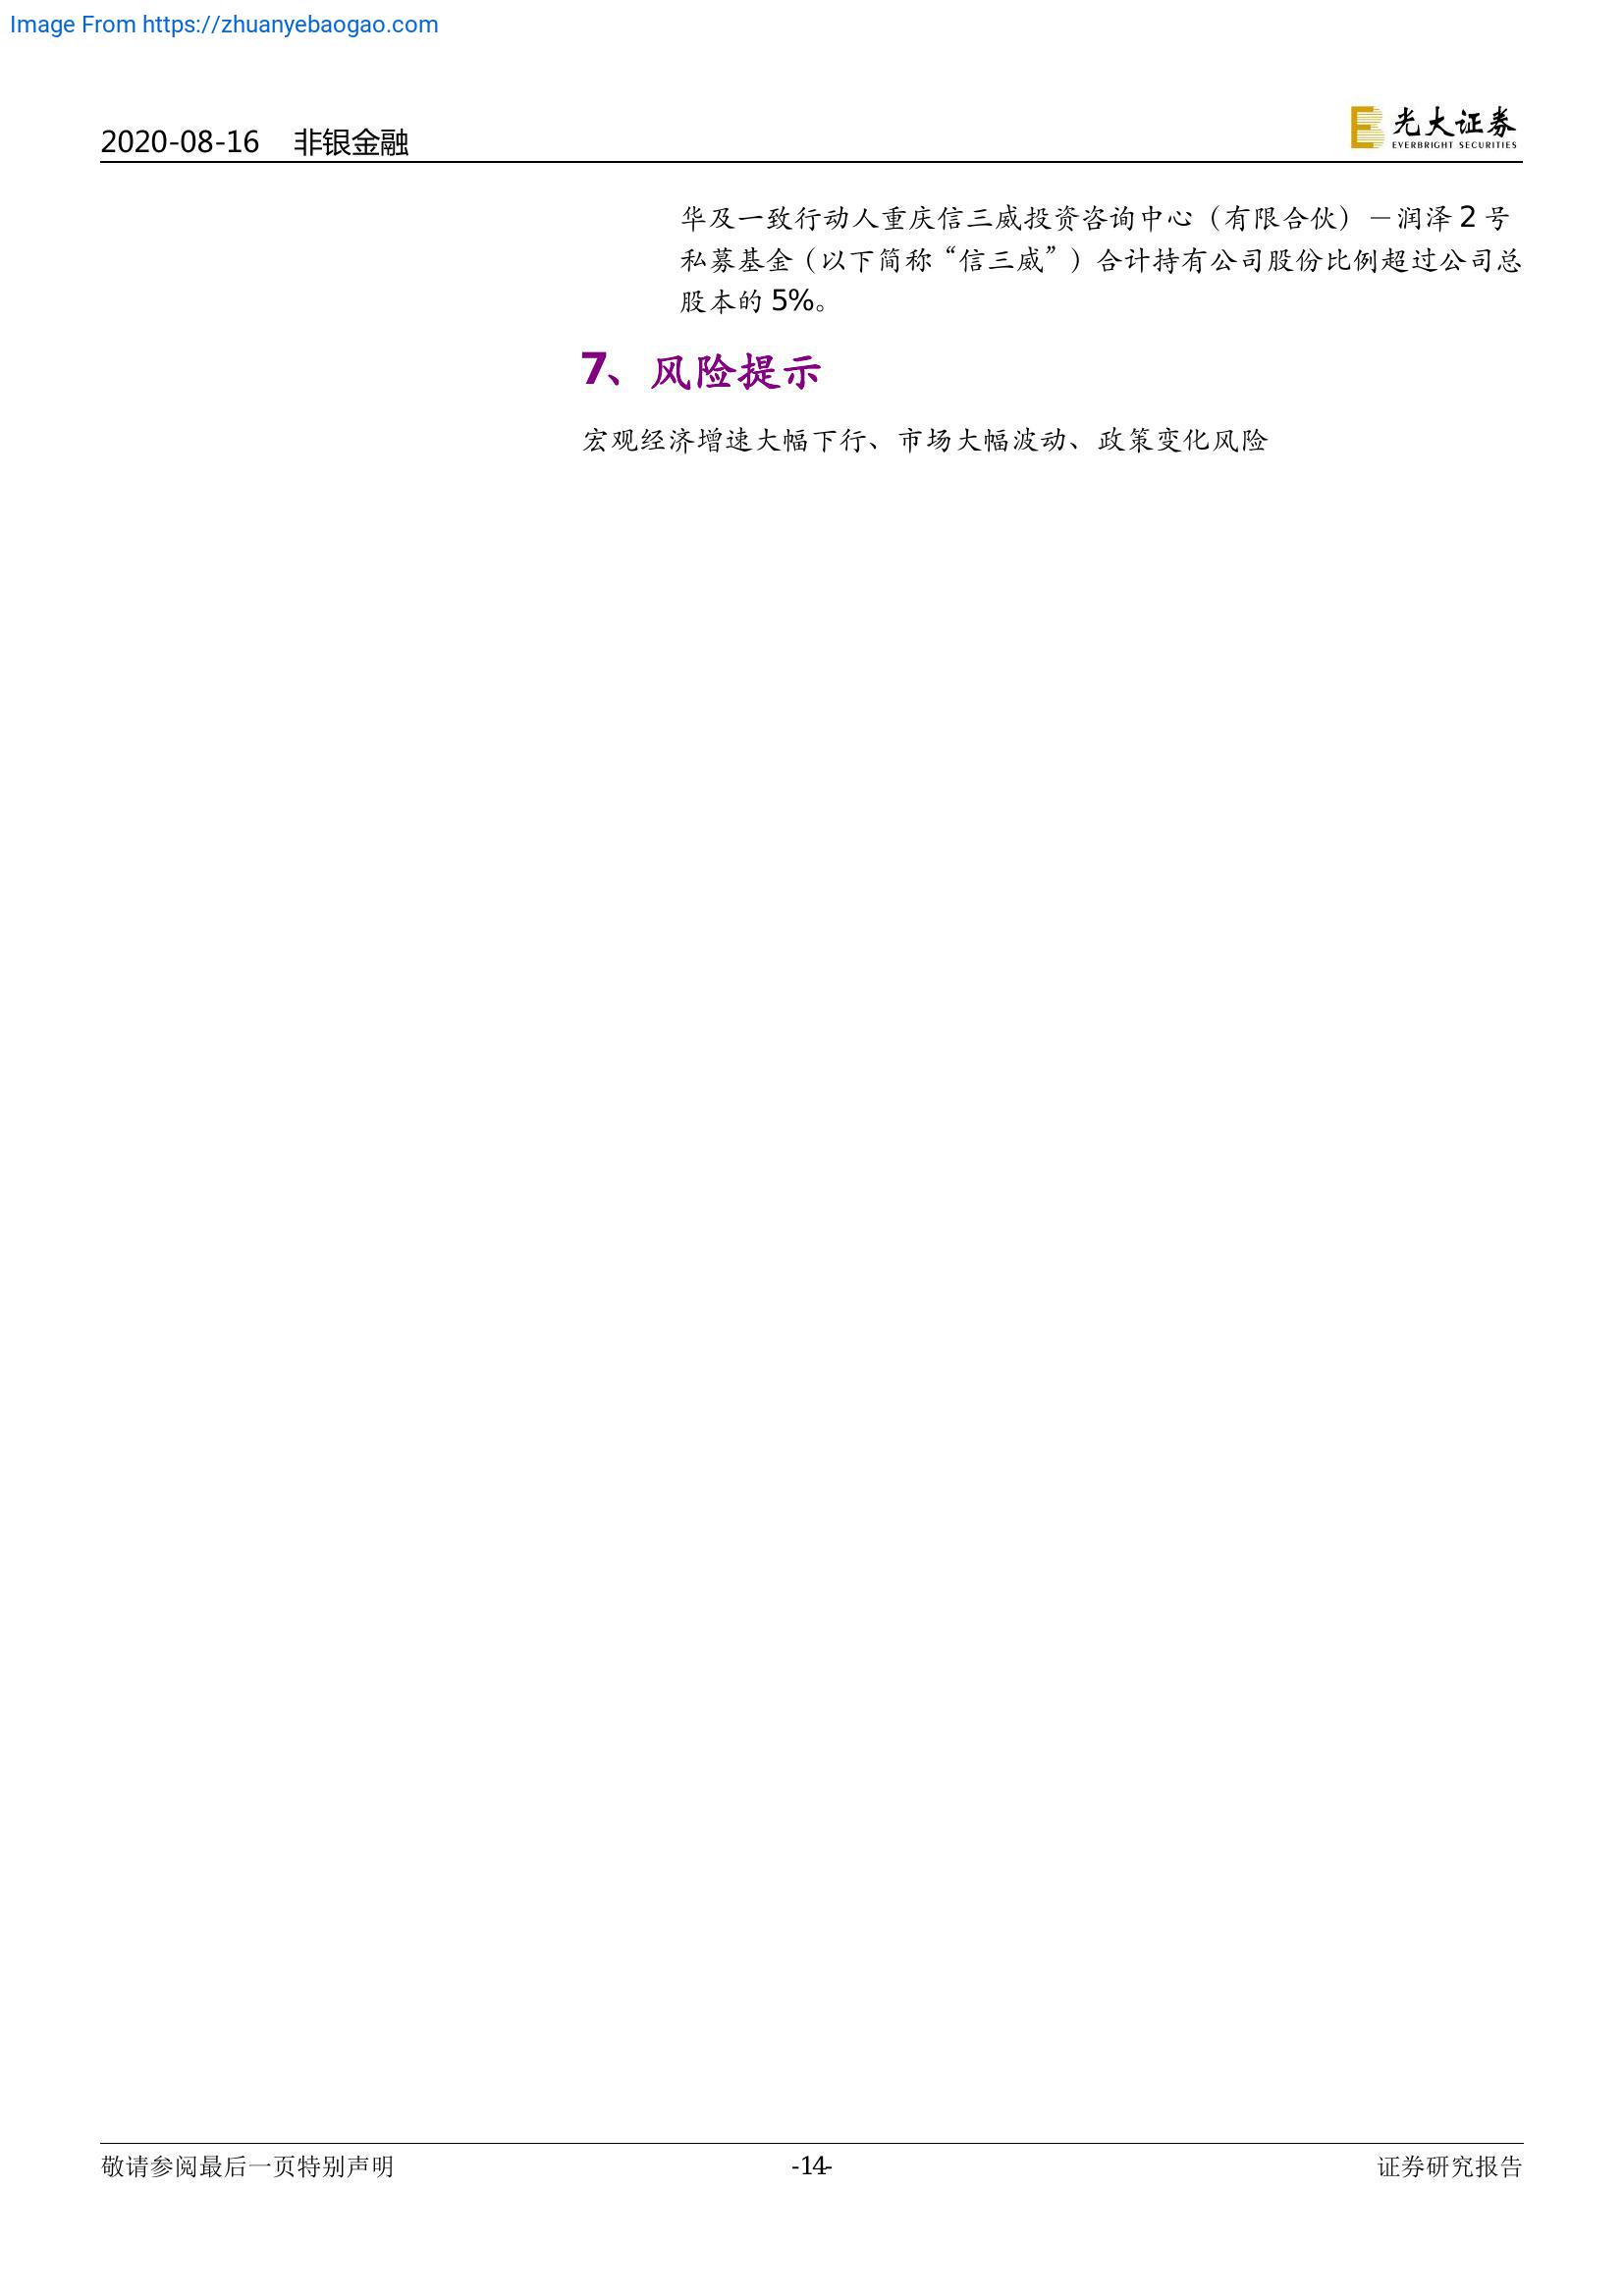 Image From https://zhuanyebaogao.com
2020-08-16 非银金融
光大证券
EVERBRIGHT SECURITIES
华及一致行动人重庆信三威投资咨询中心（有限合伙）－润泽 2 号
私募基金（以下简称“信三威”）合计持有公司股份比例超过公司总
股本的 5%。
7、风险提示
宏观经济增速大幅下行、市场大幅波动、政策变化风险
敬请参阅最后一页特别声明
-14-
证券研究报告